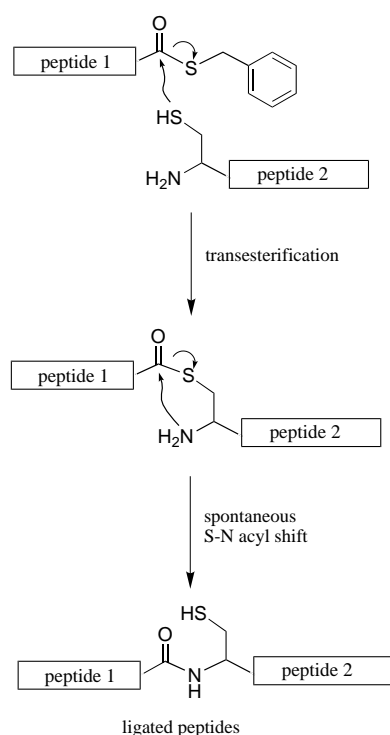 O
peptide 1
S
HS
H2N
peptide 2
transesterification
O
peptide 1
S
H2N
peptide 2
spontaneous
S-N acyl shift
HS
O
peptide 1
N
H
peptide 2
ligated peptides